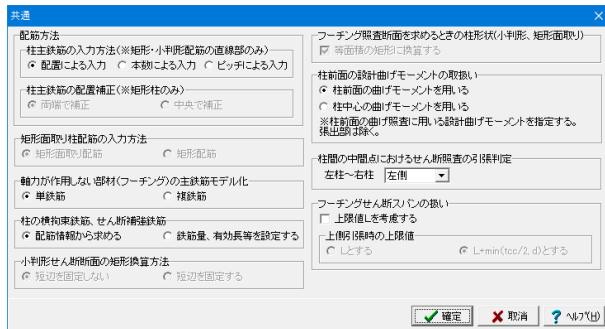 共通
配筋方法
柱主鉄筋の入力方法(※矩形・小判形配筋の直線部のみ)
配置による入力 本数による入力 ピッチによる入力
柱主鉄筋の配置補正(※矩形柱のみ)
両端で補正 中央で補正
矩形面取り柱配筋の入力方法
矩形面取り配筋 矩形配筋
軸力が作用しない部材(フーチング)の主鉄筋モデル化
単鉄筋 複鉄筋
柱の横拘束鉄筋、せん断補強鉄筋
配筋情報から求める 鉄筋量、有効長等を設定する
小判形せん断断面の矩形換算方法
短辺を固定しない 短辺を固定する
フーチング照査断面を求めるときの柱形状(小判形、矩形面取り)
等面積の矩形に換算する
柱前面の設計曲げモーメントの取扱い
柱前面の曲げモーメントを用いる
柱中心の曲げモーメントを用いる
※柱前面の曲げ照査に用いる設計曲げモーメントを指定する。
張出部は除く。
柱間の中間点におけるせん断照査の引張判定
左柱～右柱 左側
フーチングせん断スパンの扱い
上限値Lを考慮する
上側引張時の上限値
Lとする L+min(tcc/2, d)とする
確定 取消 ヘルプ(H)